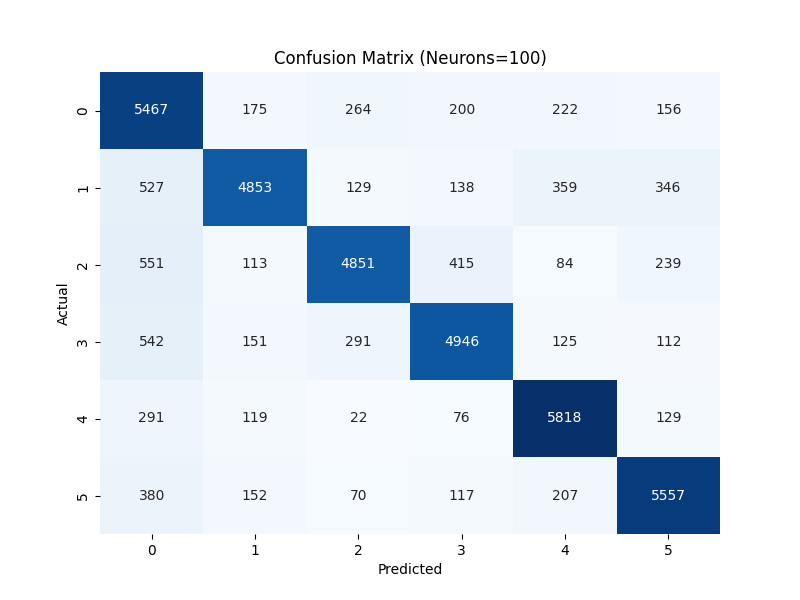 Confusion Matrix (Neurons=100)
0 5467 175 264 200 222 156
1 527 4853 129 138 359 346
2 551 113 4851 415 84 239
Actual
3 542 151 291 4946 125 112
4 291 119 22 76 5818 129
5 380 152 70 117 207 5557
0 1 2 3 4 5
Predicted